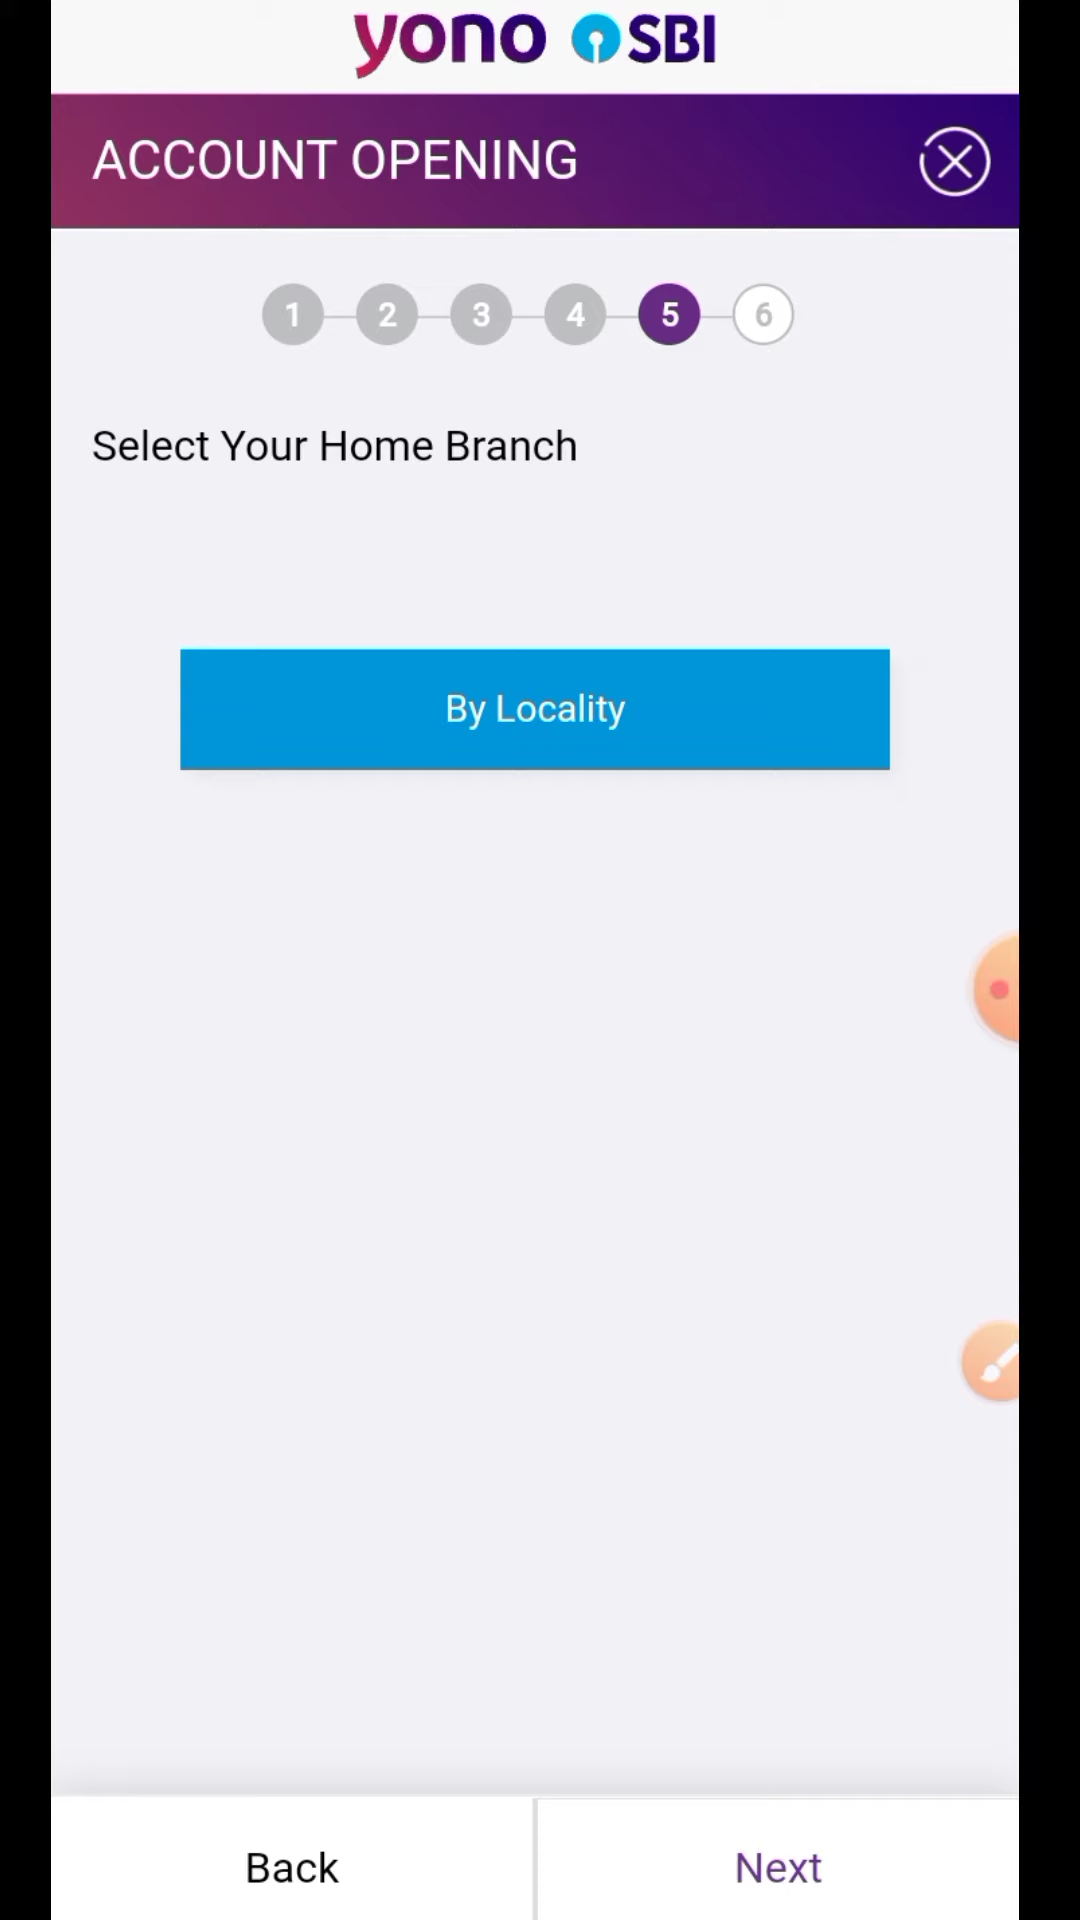 yono SBI
ACCOUNT OPENING
1 2 3 4 5 6
Select Your Home Branch
By Locality
Back Next